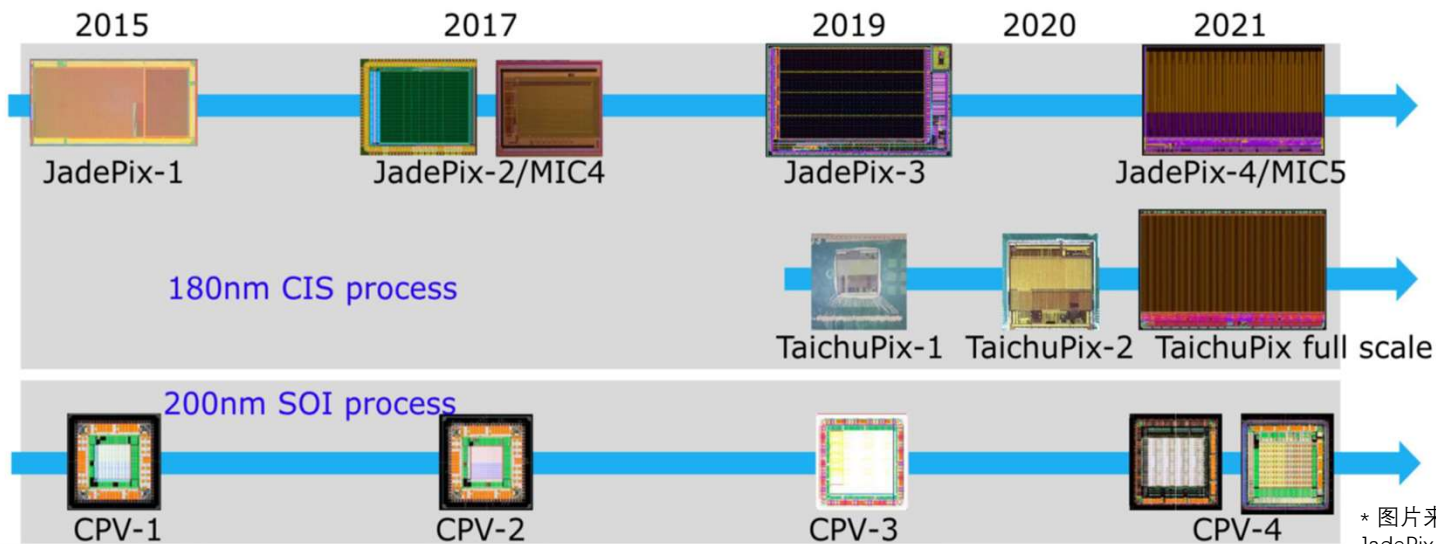 2015 2017 2019 2020 2021
JadePix-1 JadePix-2/MIC4 JadePix-3 JadePix-4/MIC5
180nm CIS process
TaichuPix-1 TaichuPix-2 TaichuPix full scale
200nm SOI process
CPV-1 CPV-2 CPV-3 CPV-4
* 图片来